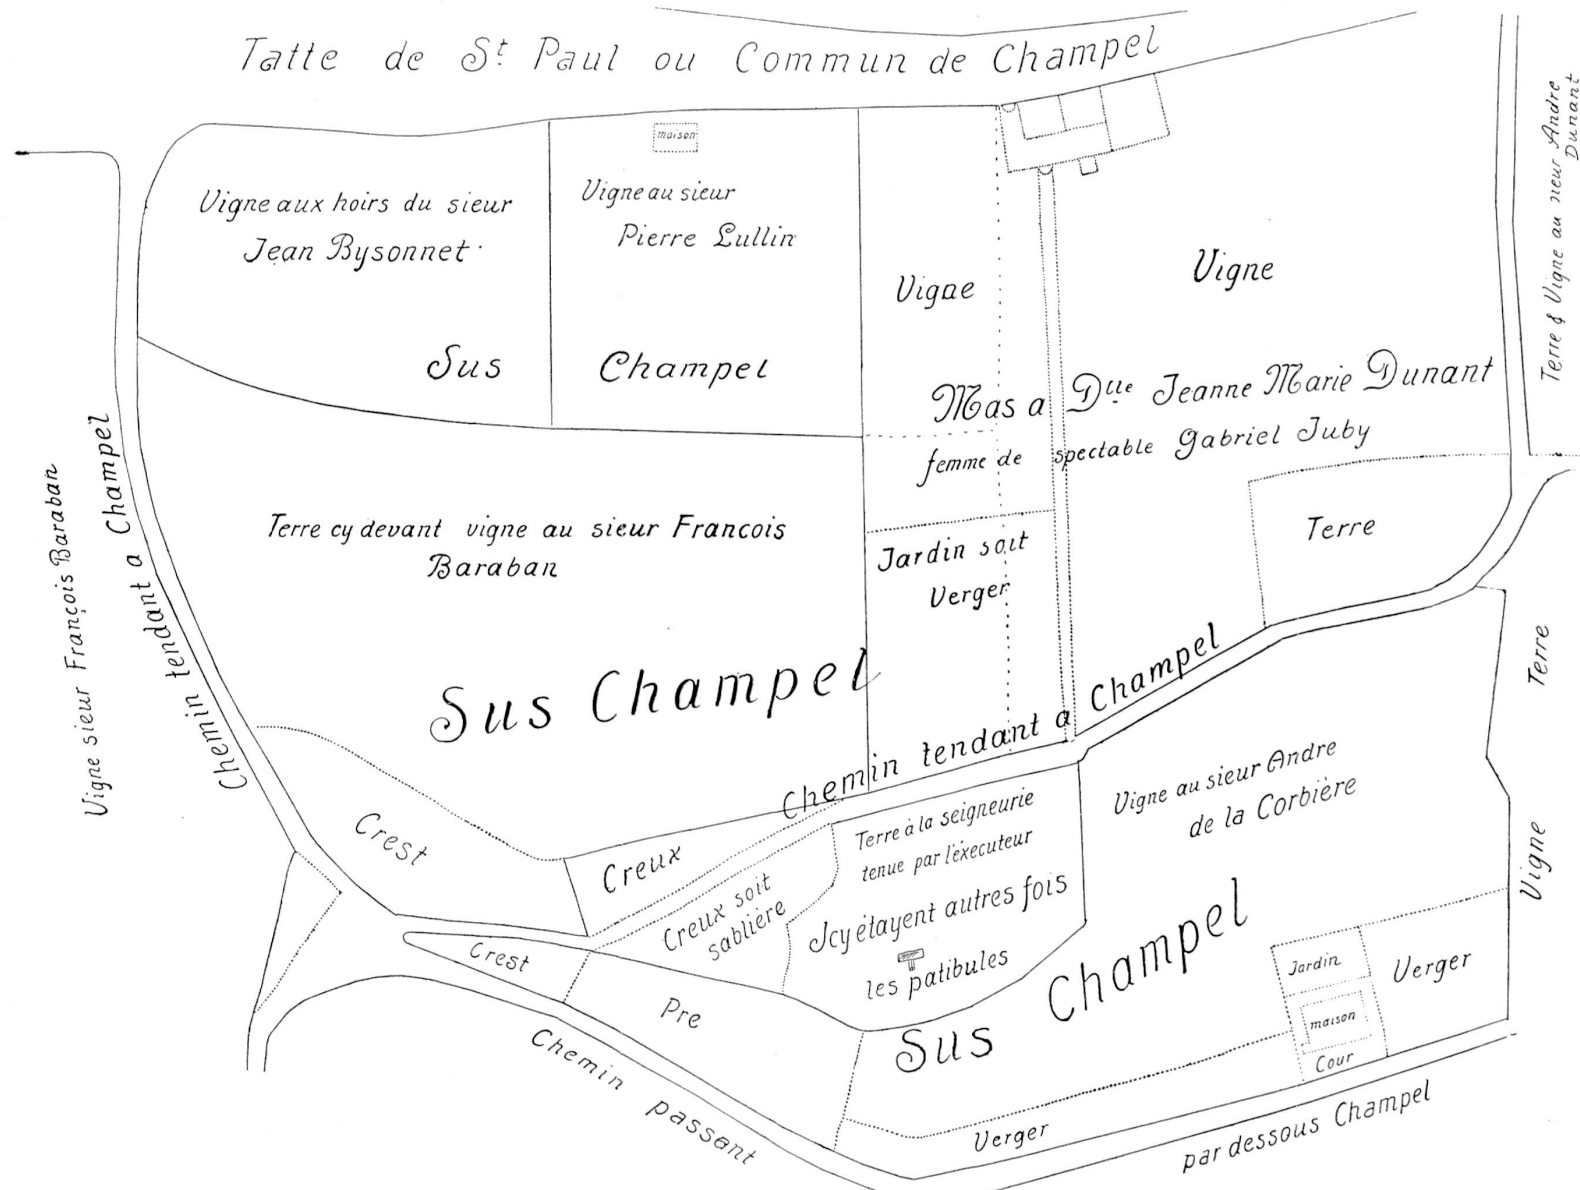 Tatte de St Paul ou Commun de Champel
maison
Vigne aux hoirs du sieur
Jean Bysonnet
Vigne au sieur
Pierre Lullin
Sus Champel
Vigne
Vigne
Mas a Dlle Jeanne Marie Dunant
femme de spectable Gabriel Juby
Terre & Vigne au sieur Andre
Dunant
Vigne sieur François Baraban
Chemin tendant a Champel
Terre cy devant vigne au sieur Francois
Baraban
Jardin soit
Verger
Terre
Sus Champel
Chemin tendant a Champel
Crest
Creux
Creux soit
sablière
Terre à la seigneurie
tenue par l'éxecuteur
Jcy étayent autres fois
les patibules
Vigne au sieur Andre
de la Corbière
Terre
Vigne
Crest
Pre
Sus Champel
Jardin
maison
Cour
Verger
Verger
Chemin passant
par dessous Champel